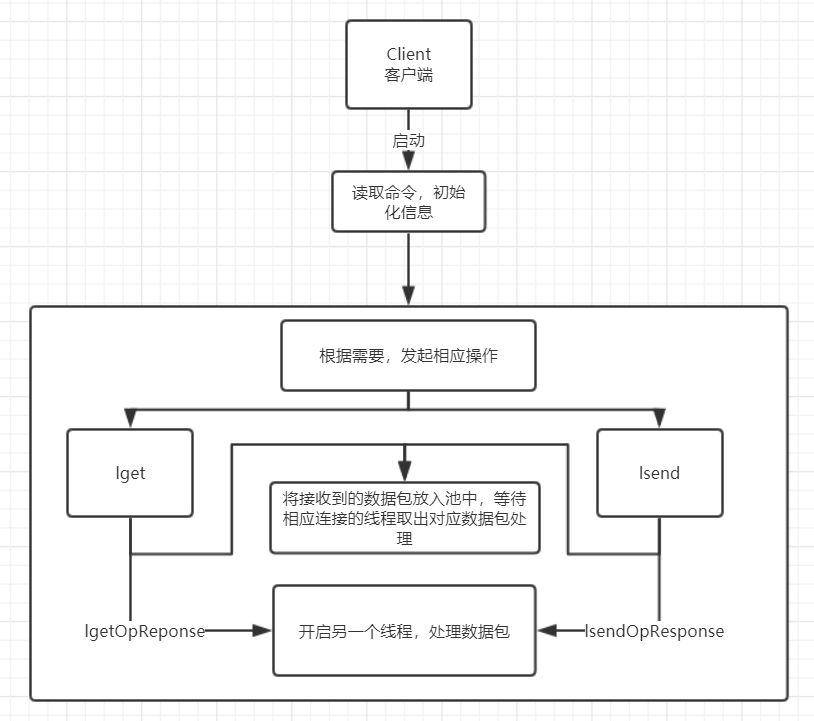 Client
客户端
启动
读取命令，初始
化信息
根据需要，发起相应操作
lget
lsend
将接收到的数据包放入池中，等待
相应连接的线程取出对应数据包处
理
lgetOpReponse
开启另一个线程，处理数据包
lsendOpResponse